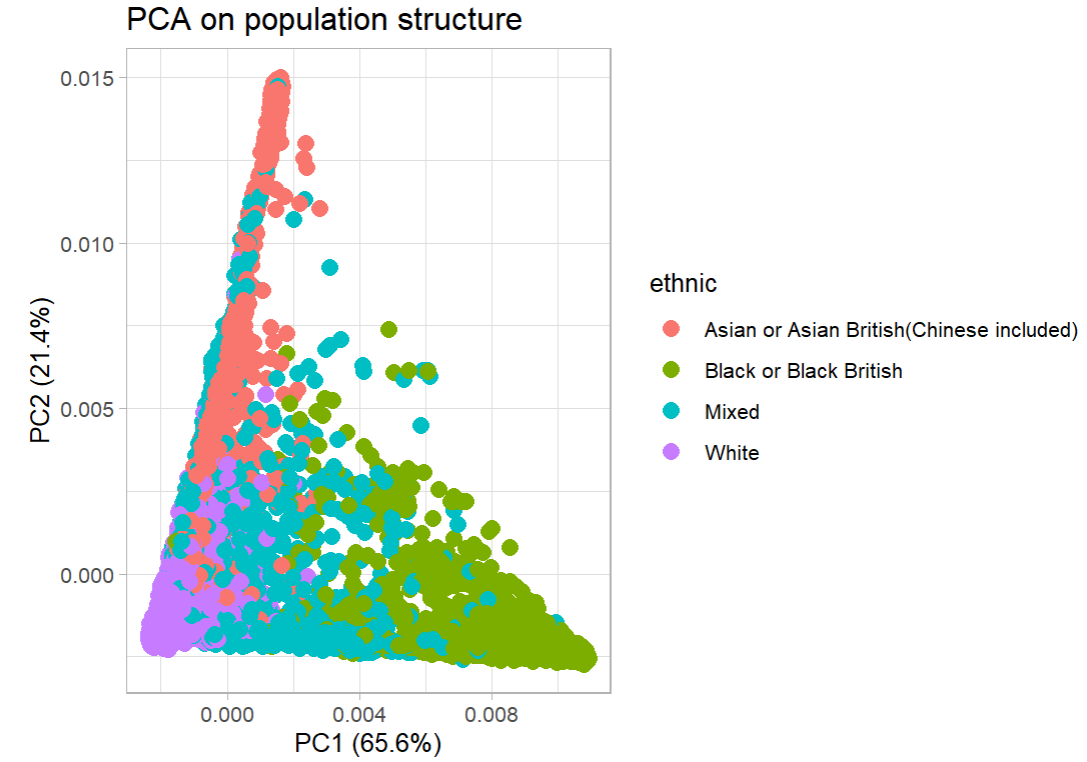 PCA on population structure
0.015
0.010
0.005
0.000
PC2 (21.4%)
0.000 0.004 0.008
PC1 (65.6%)
ethnic
Asian or Asian British(Chinese included)
Black or Black British
Mixed
White